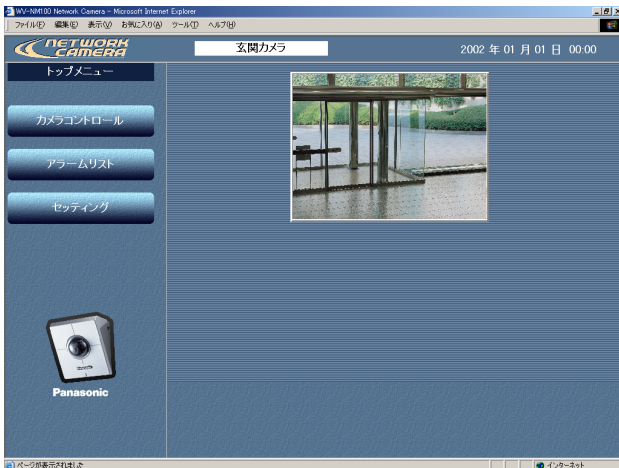 WV-NM100 Network Camera - Microsoft Internet Explorer
ファイル(F) 編集(E) 表示(V) お気に入り(A) ツール(T) ヘルプ(H)
NETWORK CAMERA
玄関カメラ
2002 年 01 月 01 日 00:00
トップメニュー
カメラコントロール
アラームリスト
セッティング
Panasonic
ページが表示されました
インターネット